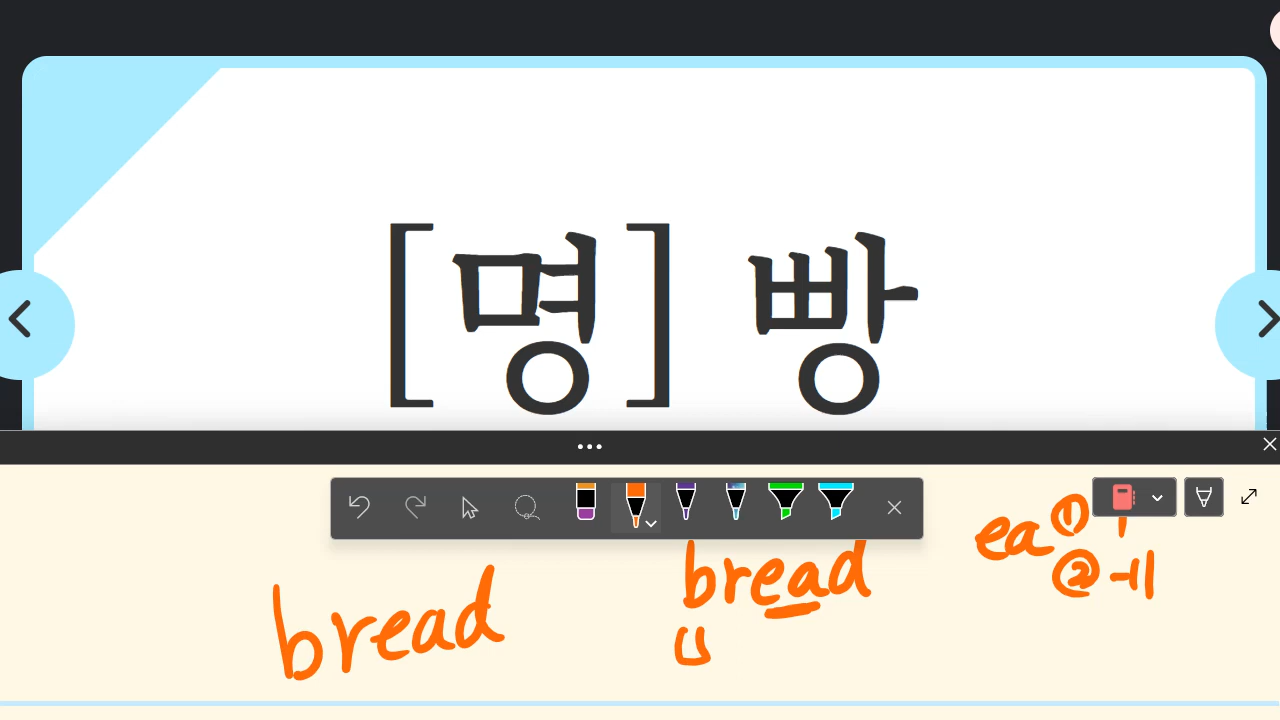 [명] 빵
bread
bread
ㅂ
ea ① ㅣ
② ㅔ